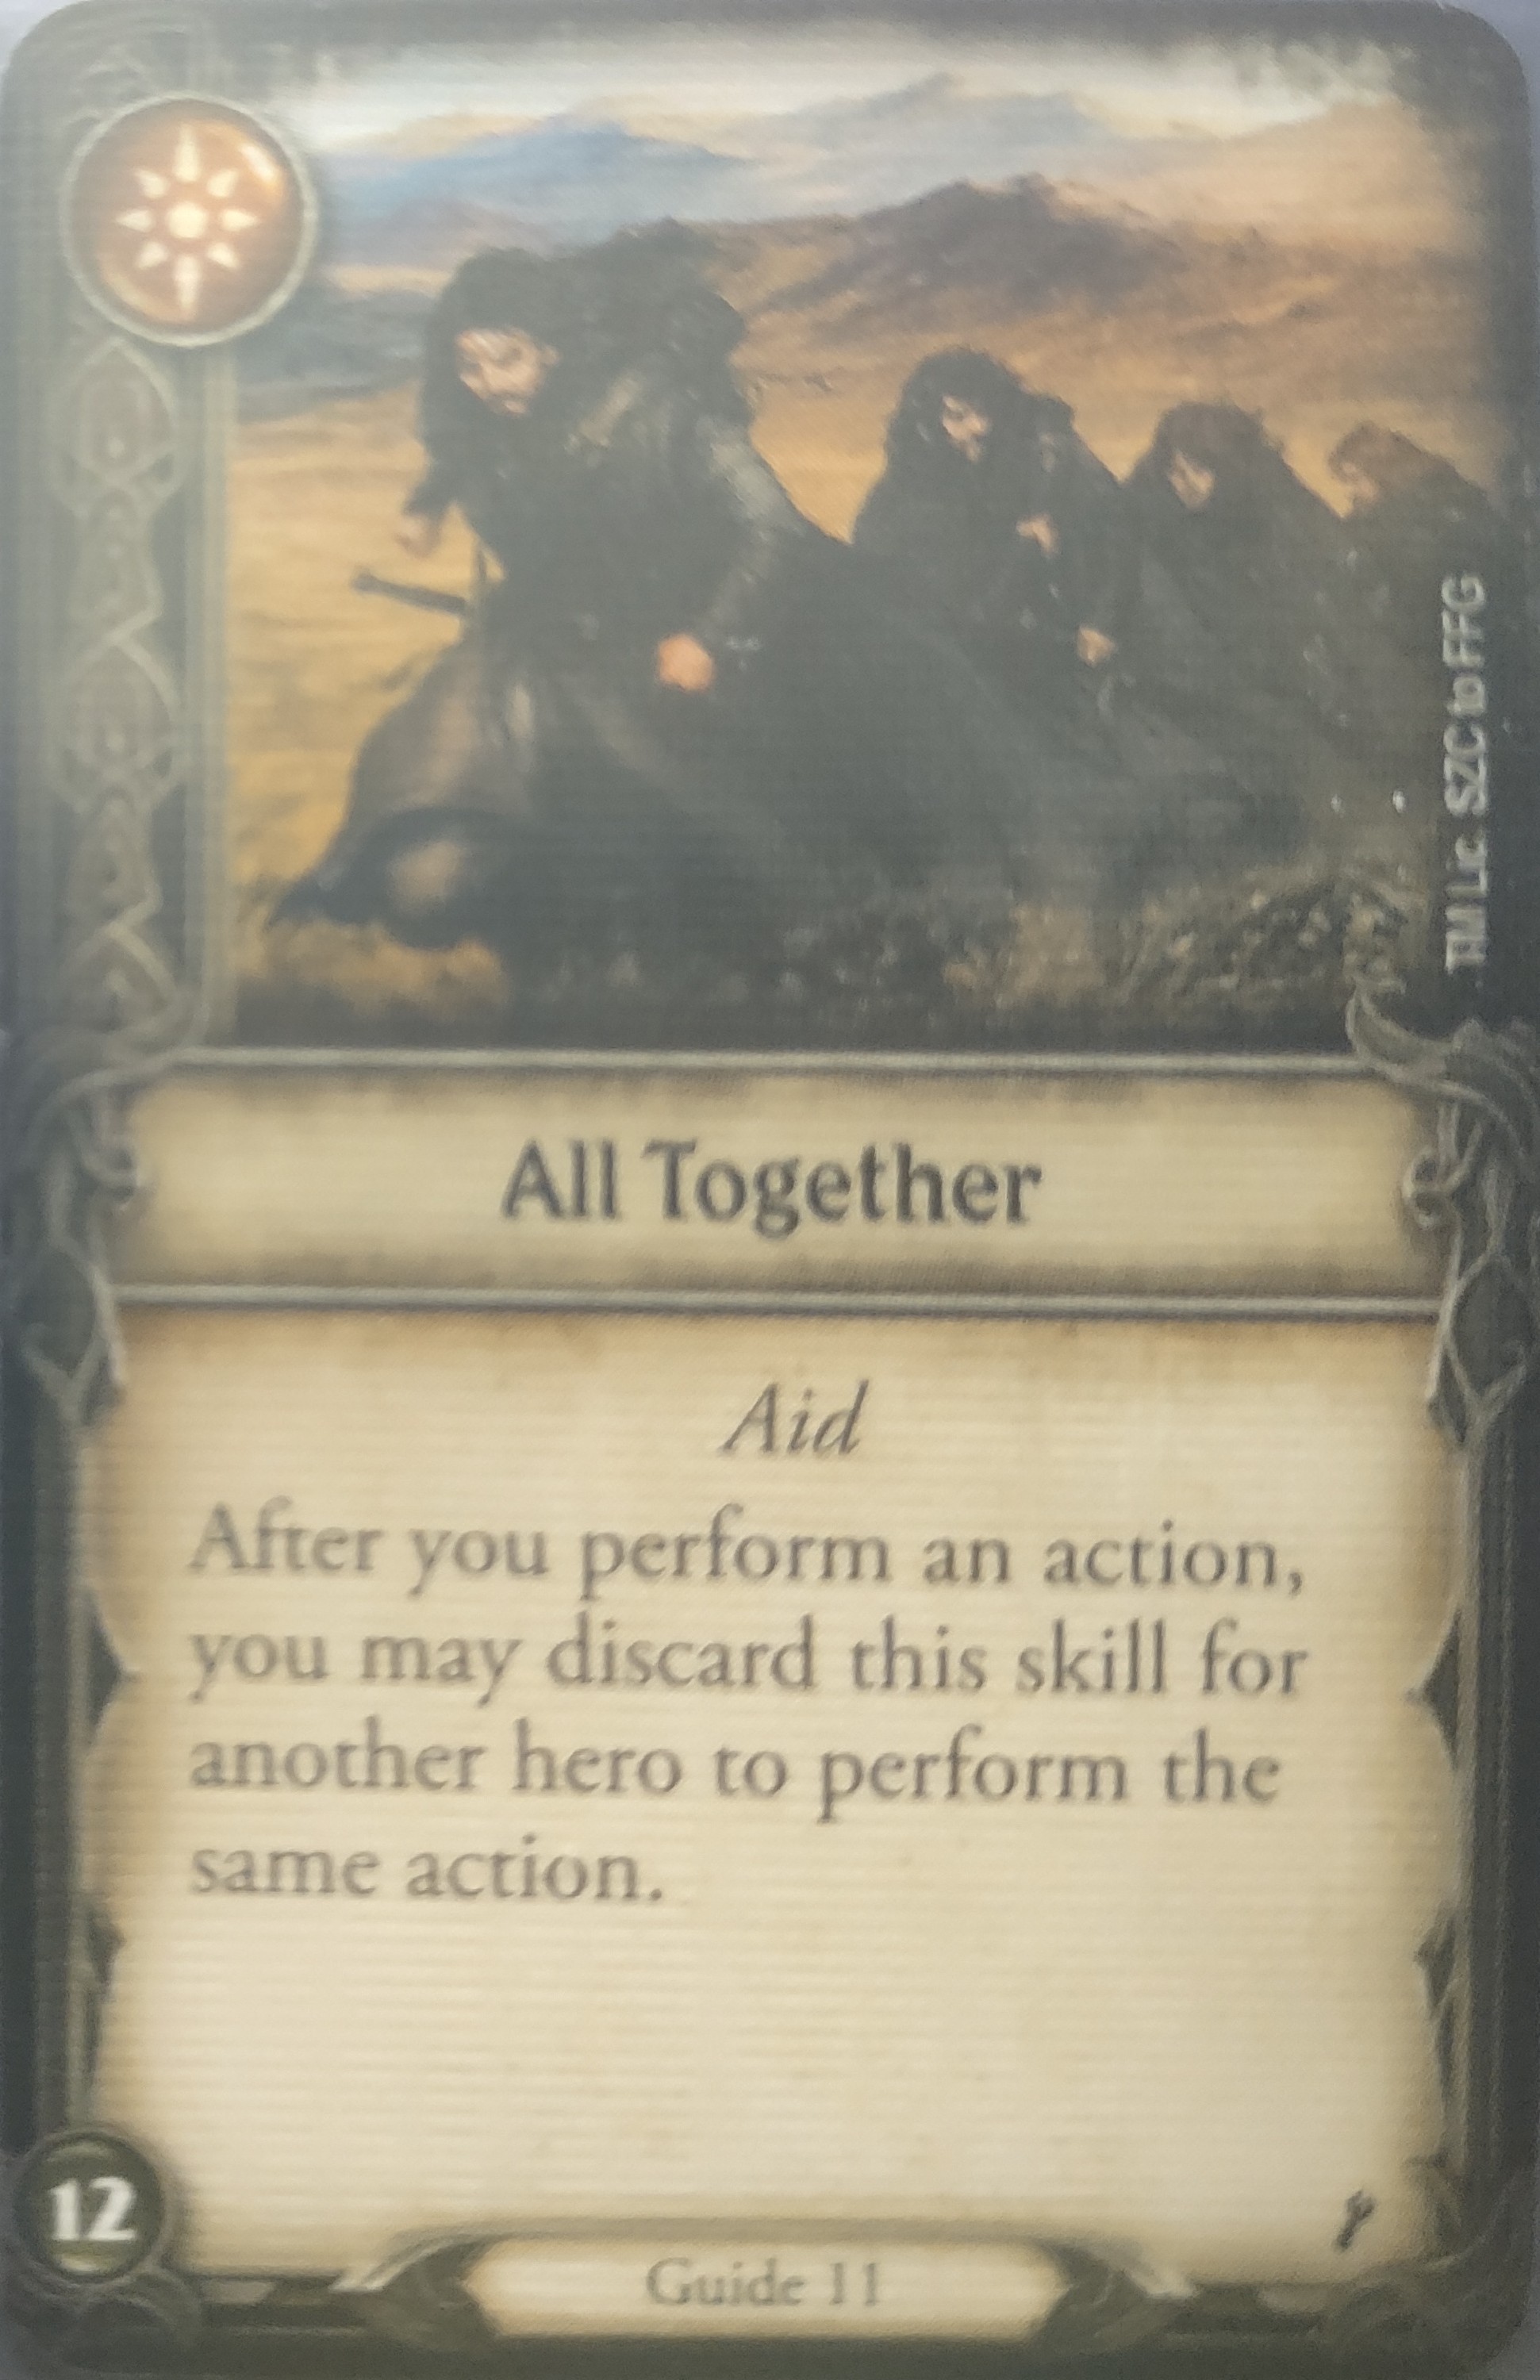 TM Lic. SZC to FFG
All Together
Aid
After you perform an action,
you may discard this skill for
another hero to perform the
same action.
12
Guide 11